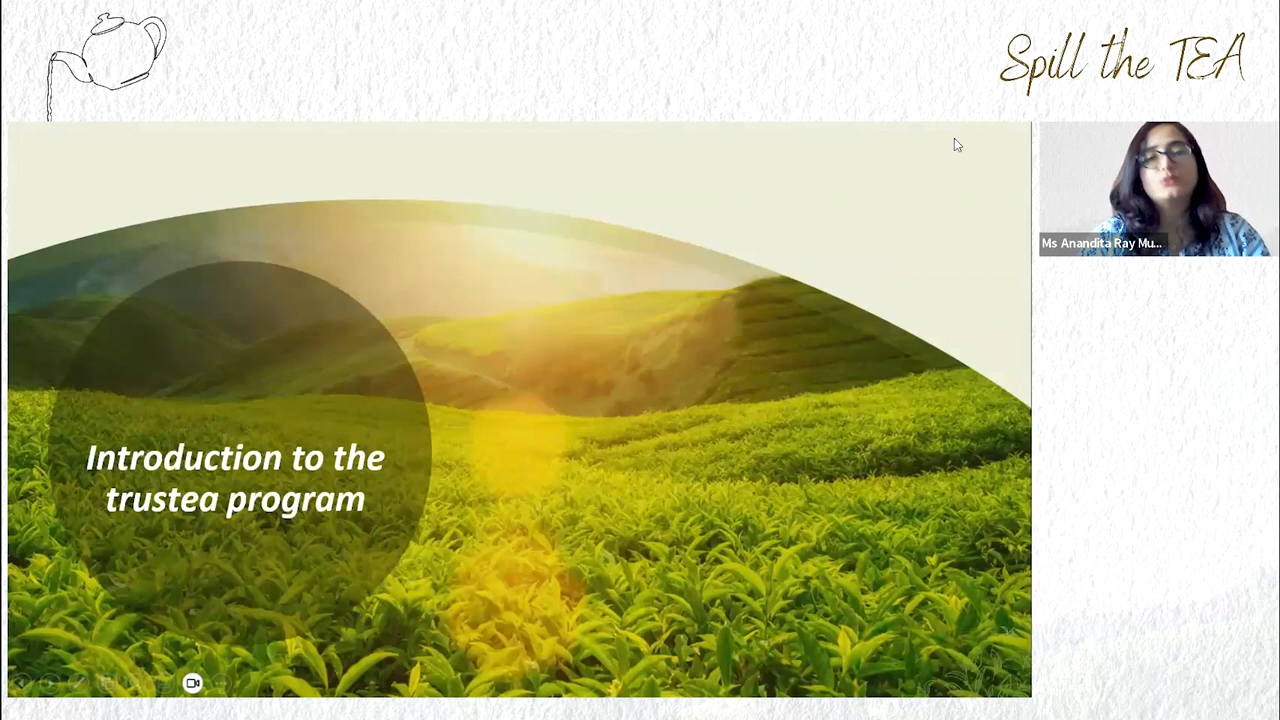 Spill the TEA
Ms Anandita Ray Mu...
Introduction to the
trustea program